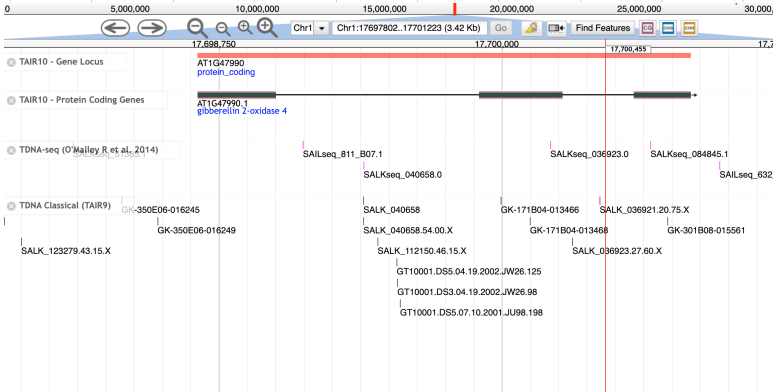 0 5,000,000 10,000,000 15,000,000 20,000,000 25,000,000 30,000,
Chr1 Chr1:17697802..17701223 (3.42 Kb) Go Find Features CG CHG CHH
17,698,750 17,700,000 17,7
17,700,455
TAIR10 - Gene Locus
AT1G47990
protein_coding
TAIR10 - Protein Coding Genes
AT1G47990.1
gibberellin 2-oxidase 4
TDNA-seq (O'Malley R et al. 2014)
SAILseq_811_B07.1 SALKseq_036923.0 SALKseq_084845.1
SALKseq_040658.0 SAILseq_632_
TDNA Classical (TAIR9)
GK-350E06-016245 SALK_040658 GK-171B04-013466 SALK_036921.20.75.X
GK-350E06-016249 SALK_040658.54.00.X GK-171B04-013468 GK-301B08-015561
SALK_123279.43.15.X SALK_112150.46.15.X SALK_036923.27.60.X
GT10001.DS5.04.19.2002.JW26.125
GT10001.DS3.04.19.2002.JW26.98
GT10001.DS5.07.10.2001.JU98.198